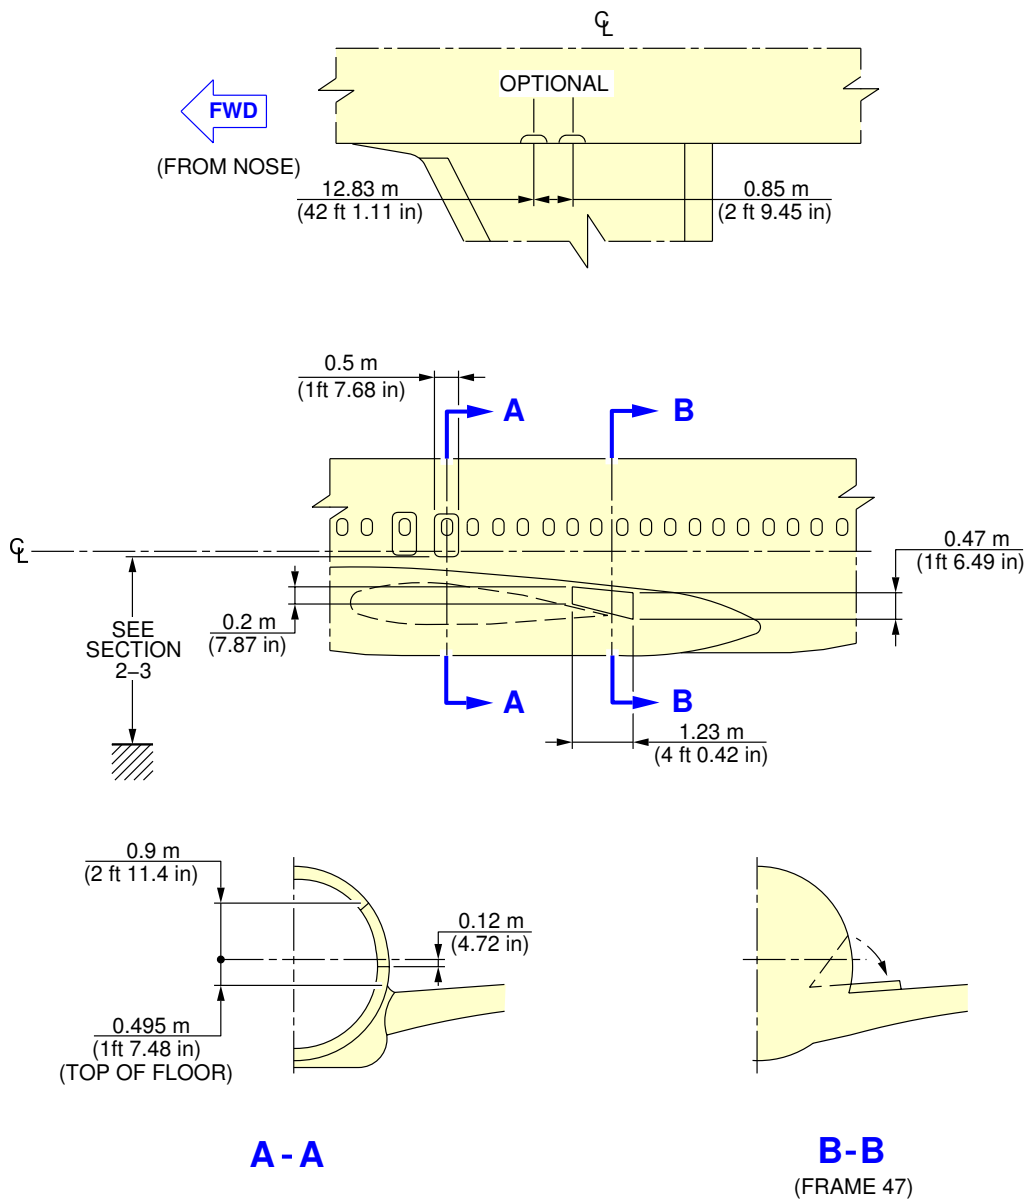 CL
OPTIONAL
FWD
(FROM NOSE)
12.83 m
(42 ft 1.11 in)
0.85 m
(2 ft 9.45 in)
0.5 m
(1ft 7.68 in)
A
B
CL
0.47 m
(1ft 6.49 in)
SEE
SECTION
2–3
0.2 m
(7.87 in)
A
B
1.23 m
(4 ft 0.42 in)
0.9 m
(2 ft 11.4 in)
0.12 m
(4.72 in)
0.495 m
(1ft 7.48 in)
(TOP OF FLOOR)
A - A
B-B
(FRAME 47)